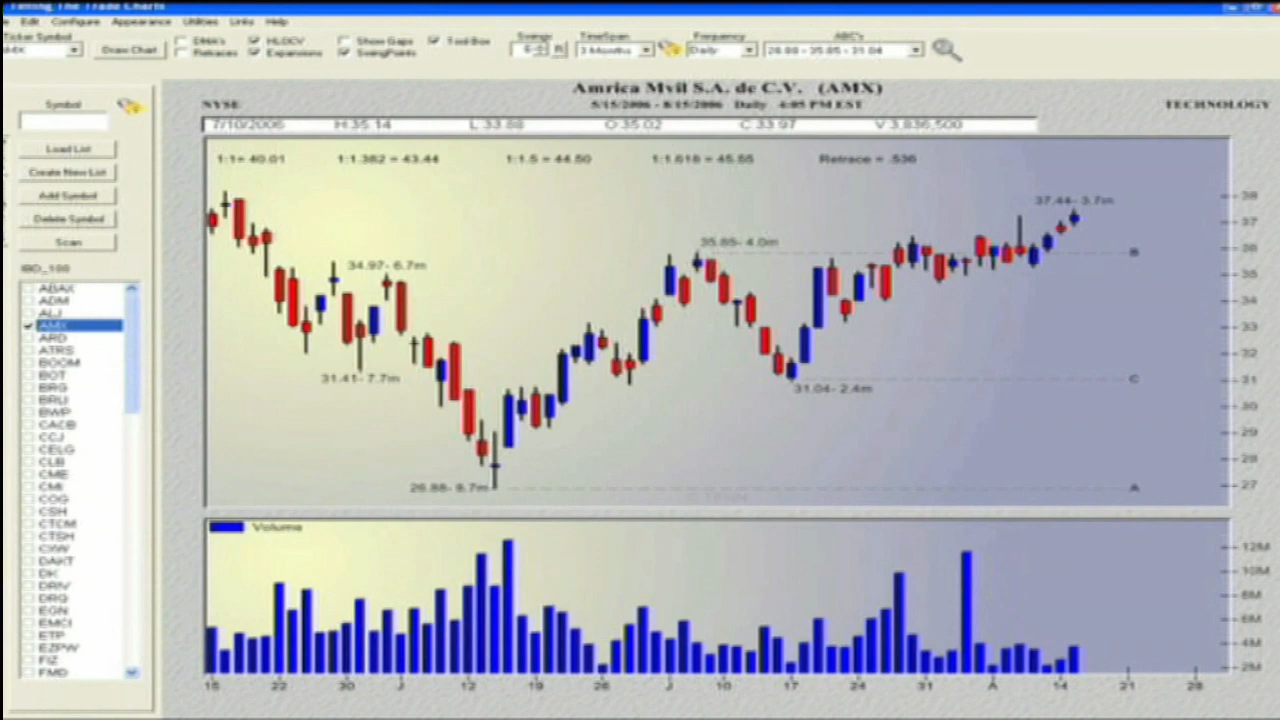 Timing The Trade Charts
Edit Configure Appearance Utilities Links Help
Ticker Symbol
AMX
Draw Chart
DMA's
Retraces
HLOCV
Expansions
Show Gaps
SwingPoints
Tool Box
Swings
TimeSpan
3 Months
Frequency
Daily
ABC's
26.88 - 35.85 - 31.04
Symbol
Load List
Create New List
Add Symbol
Delete Symbol
Scan
IBD_100
ABAX
ADM
ALJ
AMX
ARD
ATRS
BOOM
BOT
BRG
BRLI
BWP
CACB
CCJ
CELG
CLB
CME
CMI
COG
CSH
CTCM
CTSH
CXW
DAKT
DK
DRIV
DRQ
EGN
EMCI
ETP
EZPW
FIZ
FMD
Amrica Mvil S.A. de C.V. (AMX)
NYSE
5/15/2006 - 8/15/2006 Daily 4:05 PM EST
TECHNOLOGY
7/10/2006 H:35.14 L:33.88 O:35.02 C:33.97 V:3,836,500
1:1= 40.01 1:1.382 = 43.44 1:1.5 = 44.50 1:1.618 = 45.55 Retrace = .536
37.44- 3.7m
35.85- 4.0m
34.97- 6.7m
31.41- 7.7m
31.04- 2.4m
26.88- 8.7m
B
C
A
38
37
36
35
34
33
32
31
30
29
28
27
Volume
12M
10M
8M
6M
4M
2M
15 22 30 J 12 19 26 J 10 17 24 31 A 14 21 28